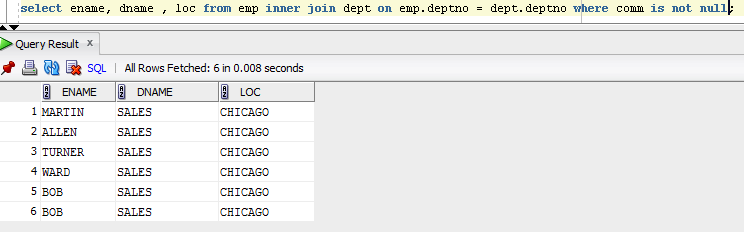 select ename, dname , loc from emp inner join dept on emp.deptno = dept.deptno where comm is not null;
Query Result x
SQL | All Rows Fetched: 6 in 0.008 seconds
ENAME DNAME LOC
1 MARTIN SALES CHICAGO
2 ALLEN SALES CHICAGO
3 TURNER SALES CHICAGO
4 WARD SALES CHICAGO
5 BOB SALES CHICAGO
6 BOB SALES CHICAGO